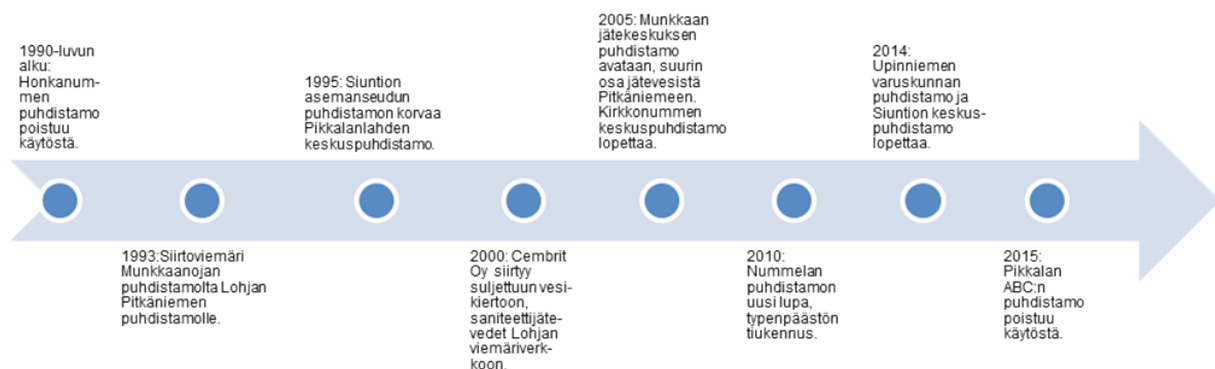 1990-luvun
alku:
Honkanum-
men
puhdistamo
poistuu
käytöstä.
1993:Siirtoviemäri
Munkkaanojan
puhdistamolta Lohjan
Pitkäniemen
puhdistamolle.
1995: Siuntion
asemanseudun
puhdistamon korvaa
Pikkalanlahden
keskuspuhdistamo.
2000: Cembrit
Oy siirtyy
suljettuun vesi-
kiertoon,
saniteettijäte-
vedet Lohjan
viemäriverk-
koon.
2005: Munkkaan
jätekeskuksen
puhdistamo
avataan, suurin
osa jätevesistä
Pitkäniemeen.
Kirkkonummen
keskuspuhdistamo
lopettaa.
2010:
Nummelan
puhdistamon
uusi lupa,
typenpäästön
tiukennus.
2014:
Upinniemen
varuskunnan
puhdistamo ja
Siuntion keskus-
puhdistamo
lopettaa.
2015:
Pikkalan
ABC:n
puhdistamo
poistuu
käytöstä.